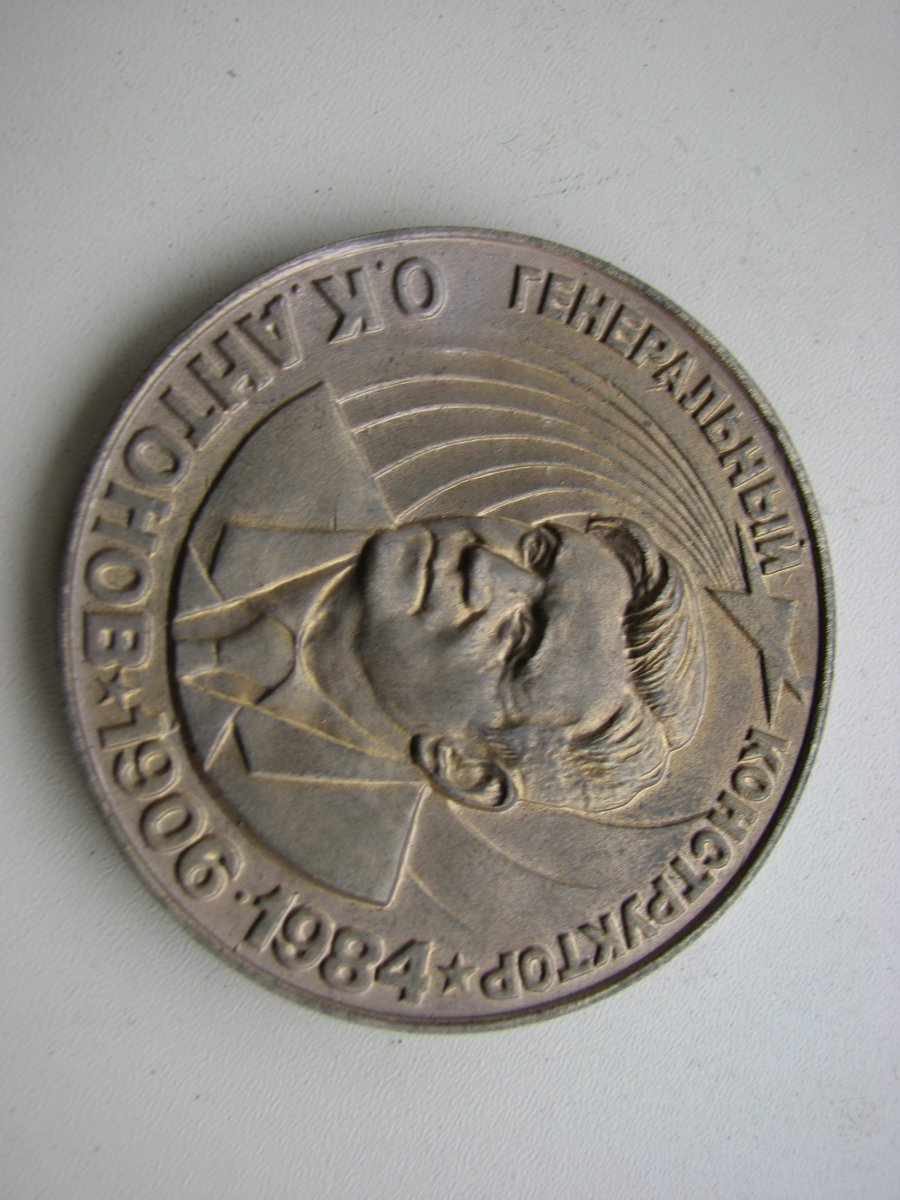 ГЕНЕРАЛЬНЫЙ КОНСТРУКТОР
О.К.АНТОНОВ★1906·1984★